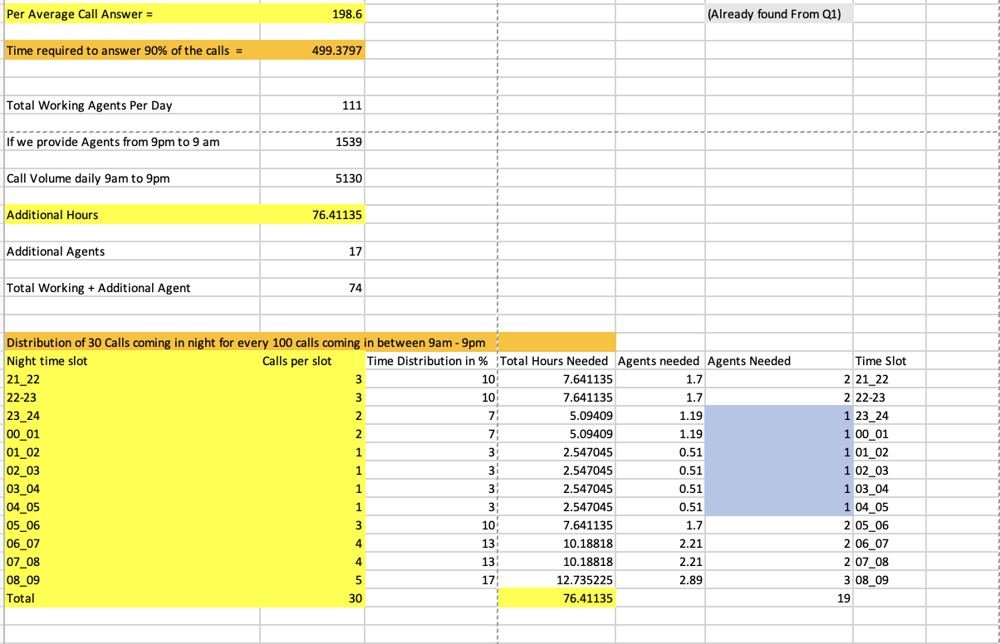 Per Average Call Answer = 198.6 (Already found From Q1)
Time required to answer 90% of the calls = 499.3797
Total Working Agents Per Day 111
If we provide Agents from 9pm to 9 am 1539
Call Volume daily 9am to 9pm 5130
Additional Hours 76.41135
Additional Agents 17
Total Working + Additional Agent 74
Distribution of 30 Calls coming in night for every 100 calls coming in between 9am - 9pm
Night time slot Calls per slot Time Distribution in % Total Hours Needed Agents needed Agents Needed Time Slot
21_22 3 10 7.641135 1.7 2 21_22
22-23 3 10 7.641135 1.7 2 22-23
23_24 2 7 5.09409 1.19 1 23_24
00_01 2 7 5.09409 1.19 1 00_01
01_02 1 3 2.547045 0.51 1 01_02
02_03 1 3 2.547045 0.51 1 02_03
03_04 1 3 2.547045 0.51 1 03_04
04_05 1 3 2.547045 0.51 1 04_05
05_06 3 10 7.641135 1.7 2 05_06
06_07 4 13 10.18818 2.21 2 06_07
07_08 4 13 10.18818 2.21 2 07_08
08_09 5 17 12.735225 2.89 3 08_09
Total 30 76.41135 19